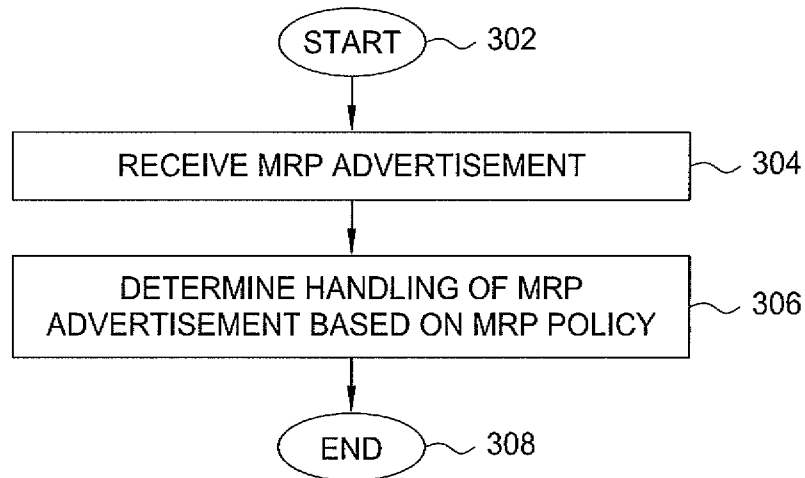 START
302
RECEIVE MRP ADVERTISEMENT
304
DETERMINE HANDLING OF MRP
ADVERTISEMENT BASED ON MRP POLICY
306
END
308